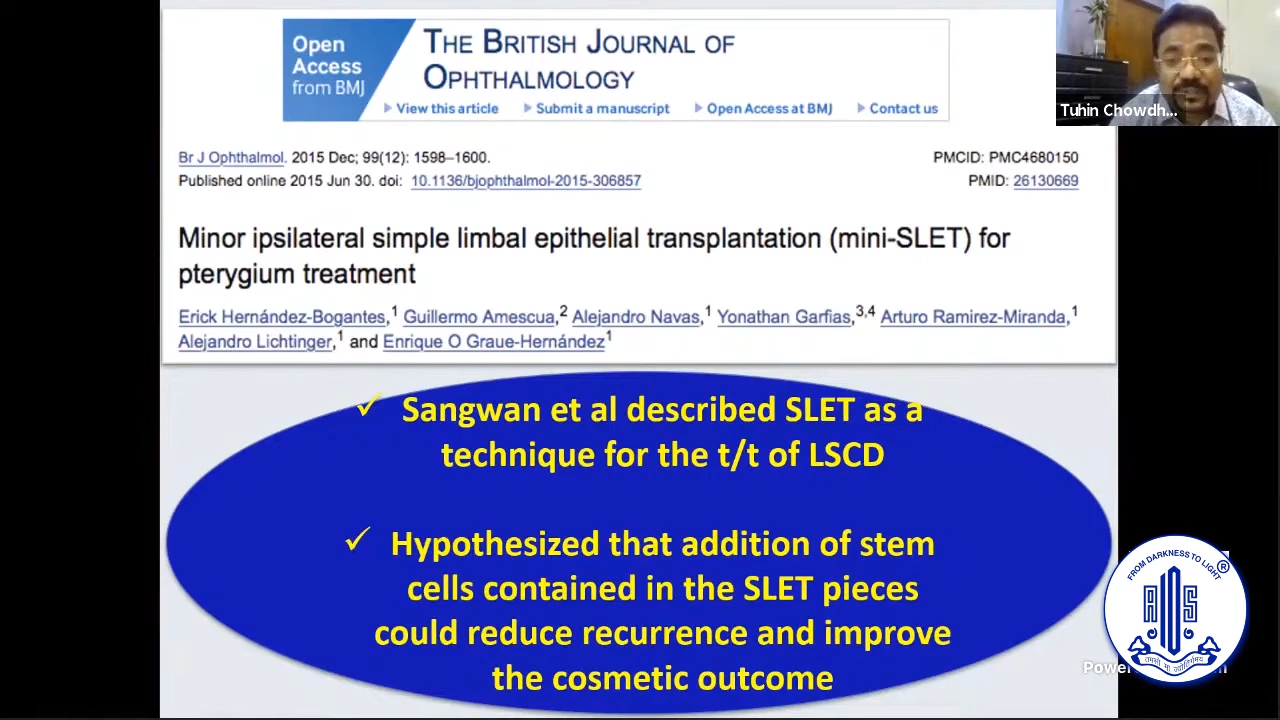 Open
Access
from BMJ
THE BRITISH JOURNAL OF
OPHTHALMOLOGY
View this article
Submit a manuscript
Open Access at BMJ
Contact us
Tuhin Chowdh...
Br J Ophthalmol. 2015 Dec; 99(12): 1598–1600.
PMCID: PMC4680150
Published online 2015 Jun 30. doi: 10.1136/bjophthalmol-2015-306857
PMID: 26130669
Minor ipsilateral simple limbal epithelial transplantation (mini-SLET) for
pterygium treatment
Erick Hernández-Bogantes,1 Guillermo Amescua,2 Alejandro Navas,1 Yonathan Garfias,3,4 Arturo Ramirez-Miranda,1
Alejandro Lichtinger,1 and Enrique O Graue-Hernández1
✓ Sangwan et al described SLET as a
technique for the t/t of LSCD
✓ Hypothesized that addition of stem
cells contained in the SLET pieces
could reduce recurrence and improve
the cosmetic outcome
FROM DARKNESS TO LIGHT
®
AIOS